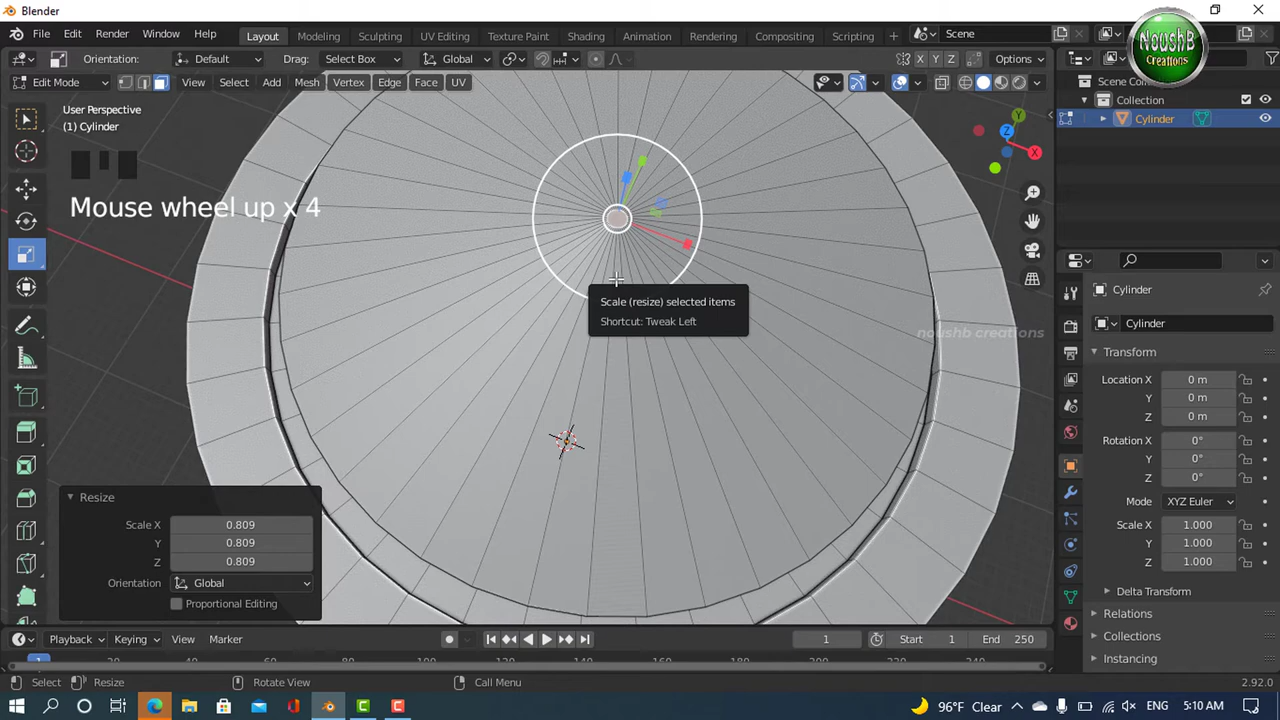 Blender
File Edit Render Window Help Layout Modeling Sculpting UV Editing Texture Paint Shading Animation Rendering Compositing Scripting + Scene
NoushB
Creations
Orientation: Default Drag: Select Box Global X Y Z Options
Edit Mode View Select Add Mesh Vertex Edge Face UV
Scene Coll
Collection
Cylinder
User Perspective
(1) Cylinder
Y
Z
X
Mouse wheel up x 4
Scale (resize) selected items
Shortcut: Tweak Left
noushb creations
Cylinder
Cylinder
Transform
Location X 0 m
Y 0 m
Z 0 m
Rotation X 0°
Y 0°
Z 0°
Mode XYZ Euler
Scale X 1.000
Y 1.000
Z 1.000
Delta Transform
Relations
Collections
Instancing
Resize
Scale X 0.809
Y 0.809
Z 0.809
Orientation Global
Proportional Editing
Playback Keying View Marker 1 Start 1 End 250
Select Resize Rotate View Call Menu 2.92.0
96°F Clear ENG 5:10 AM